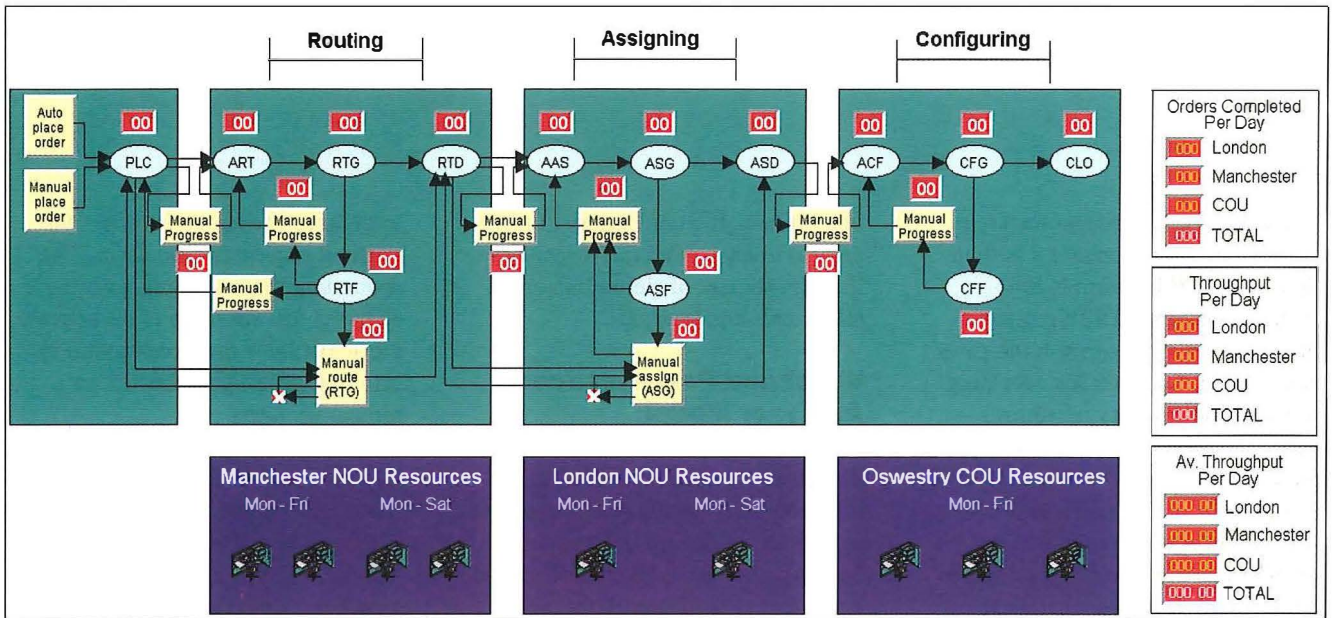 Routing
Assigning
Configuring
Auto
place
order
Manual
place
order
00
PLC
Manual
Progress
00
00
ART
00
RTG
00
RTD
00
Manual
Progress
Manual
Progress
RTF
00
00
Manual
route
(RTG)
X
Manual
Progress
00
00
AAS
00
ASG
00
ASD
00
Manual
Progress
ASF
00
00
Manual
assign
(ASG)
X
Manual
Progress
00
00
ACF
00
CFG
00
CLO
00
Manual
Progress
CFF
00
Orders Completed
Per Day
000 London
000 Manchester
000 COU
000 TOTAL
Throughput
Per Day
000 London
000 Manchester
000 COU
000 TOTAL
Av. Throughput
Per Day
000.00 London
000.00 Manchester
000.00 COU
000.00 TOTAL
Manchester NOU Resources
Mon - Fri
Mon - Sat
London NOU Resources
Mon - Fri
Mon - Sat
Oswestry COU Resources
Mon - Fri